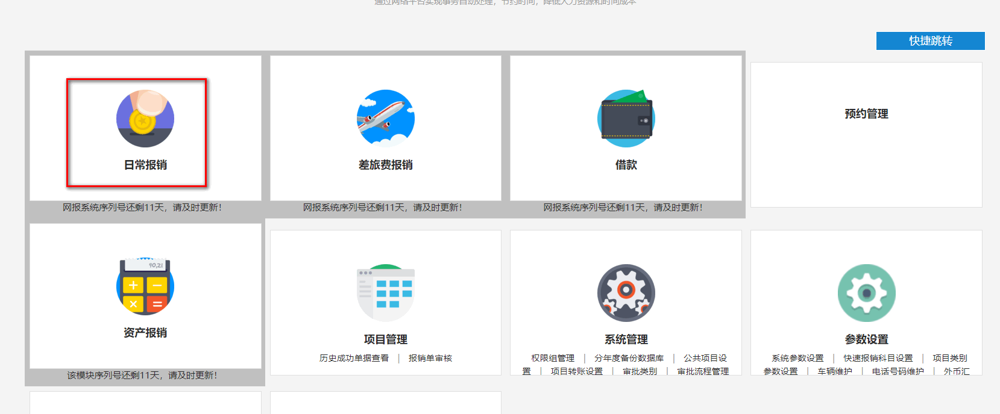 通过网络平台实现事务自动处理，节约时间，降低人力资源和时间成本
快捷跳转
日常报销
差旅费报销
借款
预约管理
网报系统序列号还剩11天，请及时更新!
网报系统序列号还剩11天，请及时更新!
网报系统序列号还剩11天，请及时更新!
90,21
资产报销
项目管理
系统管理
参数设置
历史成功单据查看 | 报销单审核
权限组管理 | 分年度备份数据库 | 公共项目设
置 | 项目转账设置 | 审批类别 | 审批流程管理
系统参数设置 | 快速报销科目设置 | 项目类别
参数设置 | 车辆维护 | 电话号码维护 | 外币汇
该模块序列号还剩11天，请及时更新!